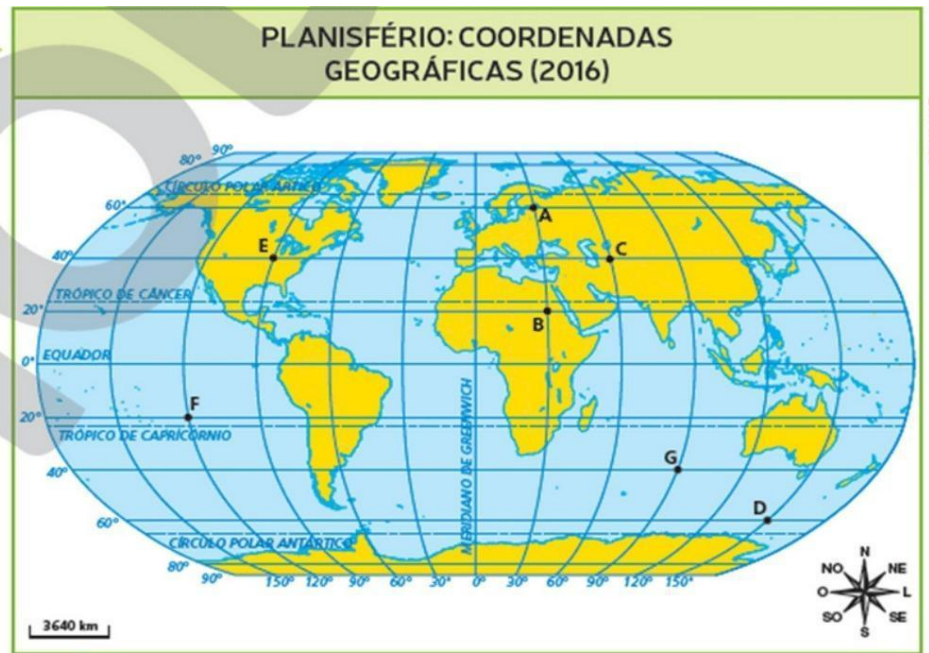 PLANISFÉRIO: COORDENADAS
GEOGRÁFICAS (2016)
80° 90°
CÍRCULO POLAR ÁRTICO
60°
A
E
C
40°
TRÓPICO DE CÂNCER
20°
B
EQUADOR
0°
F
20°
TRÓPICO DE CAPRICÓRNIO
MERIDIANO DE GREENWICH
G
40°
D
60°
CÍRCULO POLAR ANTÁRTICO
80°
90° 150° 120° 90° 60° 30° 0° 30° 60° 90° 120° 150°
N
NO NE
O L
SO SE
S
3640 km